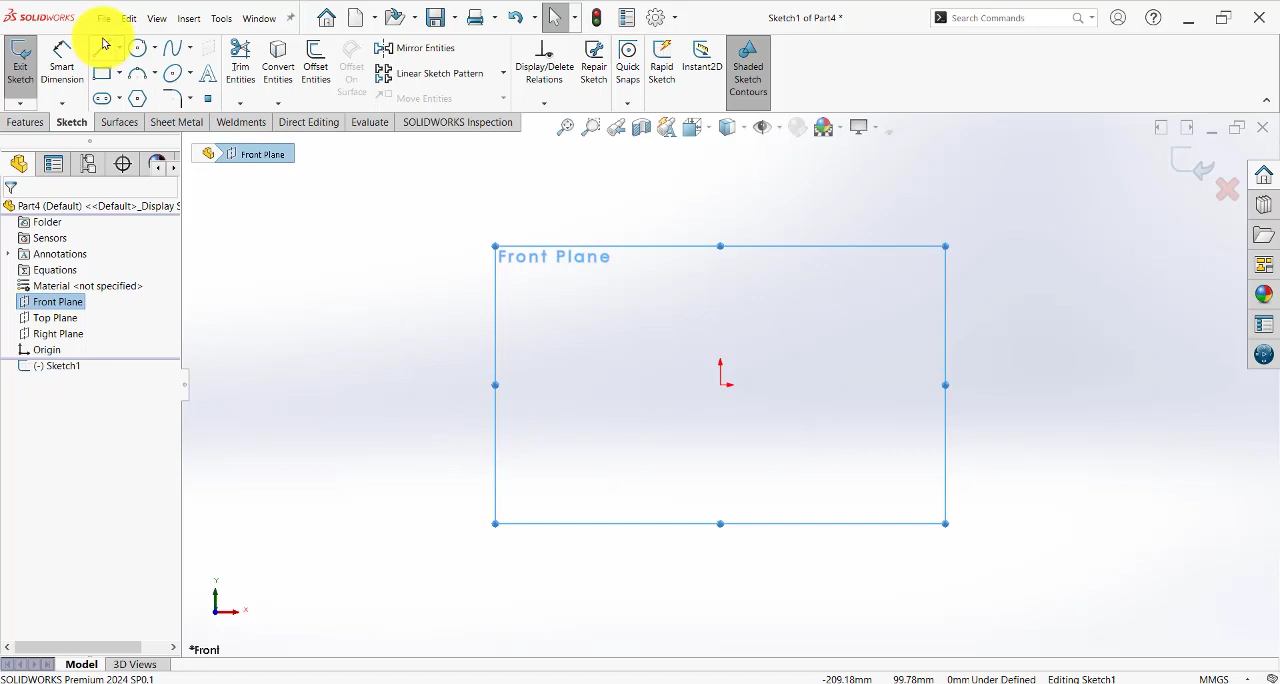 SOLIDWORKS File Edit View Insert Tools Window Sketch1 of Part4 * Search Commands
Exit Sketch
Smart Dimension
Trim Entities
Convert Entities
Offset Entities
Offset On Surface
Mirror Entities
Linear Sketch Pattern
Move Entities
Display/Delete Relations
Repair Sketch
Quick Snaps
Rapid Sketch
Instant2D
Shaded Sketch Contours
Features Sketch Surfaces Sheet Metal Weldments Direct Editing Evaluate SOLIDWORKS Inspection
Front Plane
Part4 (Default) <<Default>_Display S
Folder
Sensors
Annotations
Equations
Material <not specified>
Front Plane
Top Plane
Right Plane
Origin
(-) Sketch1
Front Plane
Y
X
*Front
Model 3D Views
SOLIDWORKS Premium 2024 SP0.1 -209.18mm 99.78mm 0mm Under Defined Editing Sketch1 MMGS